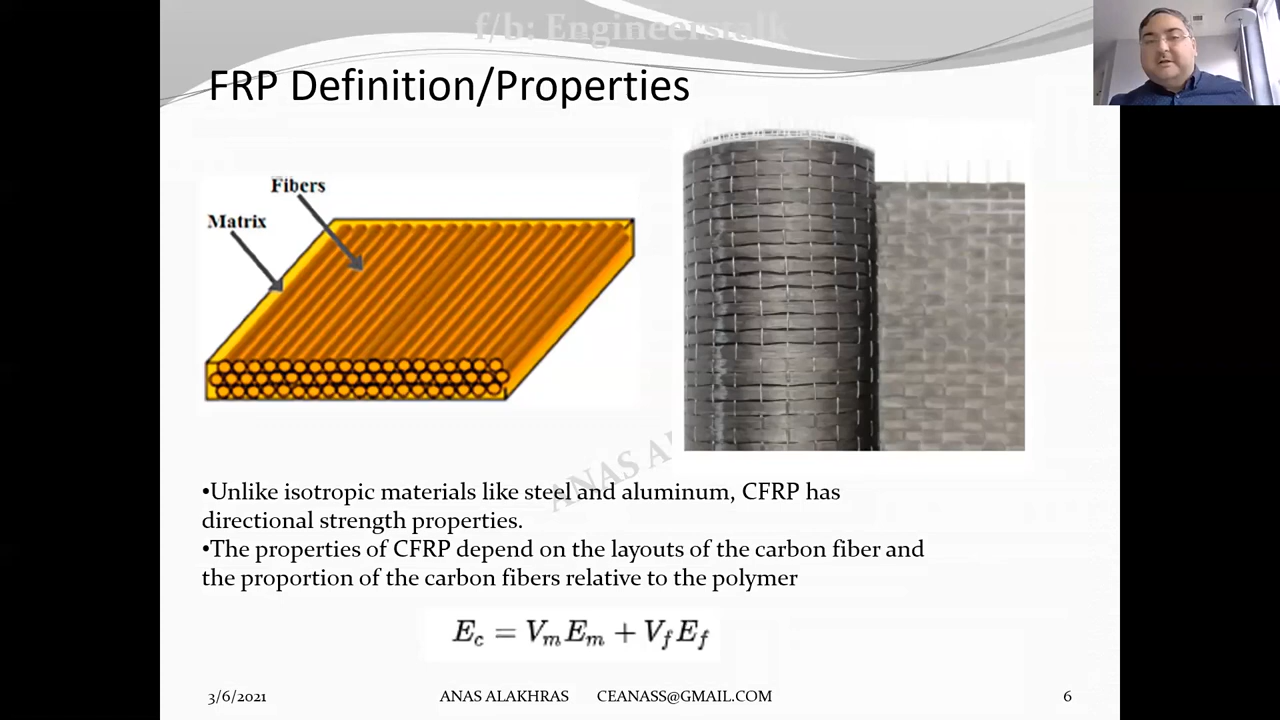 f/b: Engineerstalk
FRP Definition/Properties
Fibers
Matrix
ANAS AL
•Unlike isotropic materials like steel and aluminum, CFRP has
directional strength properties.
•The properties of CFRP depend on the layouts of the carbon fiber and
the proportion of the carbon fibers relative to the polymer
E_c = V_m E_m + V_f E_f
3/6/2021 ANAS ALAKHRAS CEANASS@GMAIL.COM 6